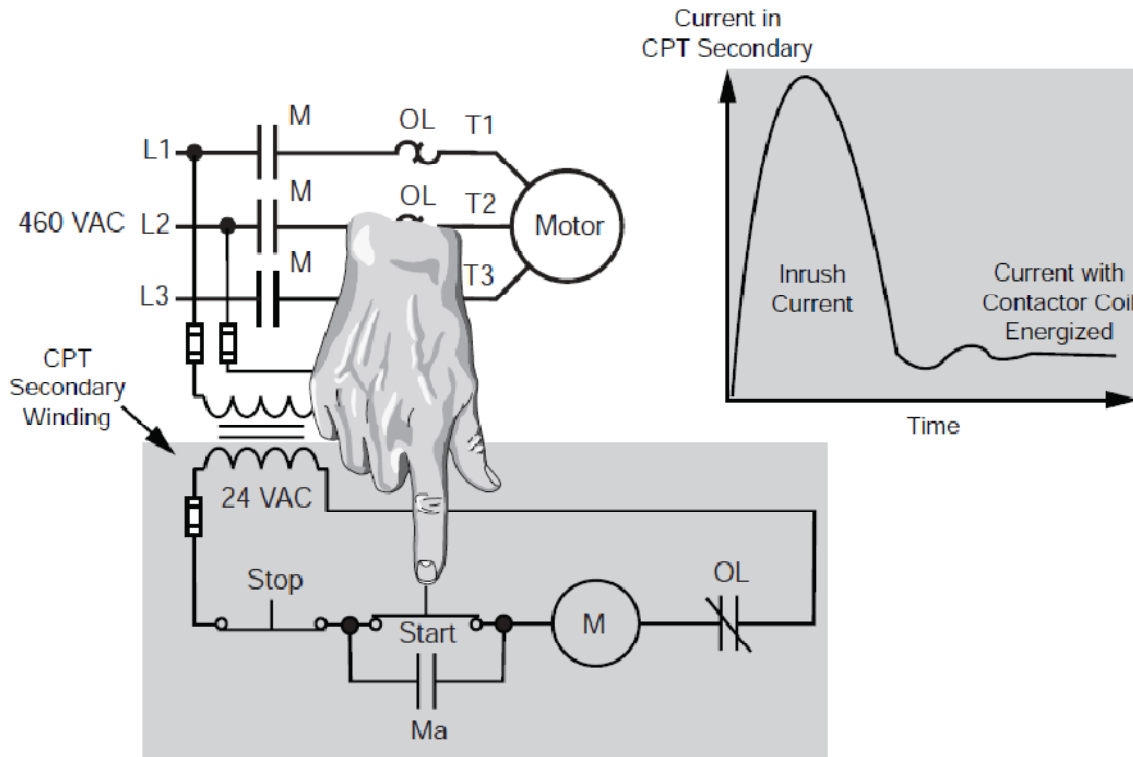 Current in
CPT Secondary
M
OL
T1
L1
M
OL
T2
460 VAC
L2
Motor
M
T3
L3
Inrush
Current
Current with
Contactor Coil
Energized
CPT
Secondary
Winding
Time
24 VAC
Stop
OL
Start
M
Ma